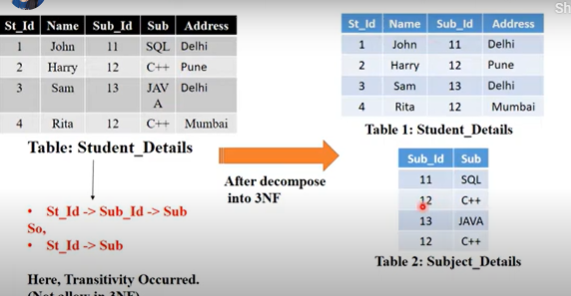 Sh
St_Id Name Sub_Id Sub Address
1 John 11 SQL Delhi
2 Harry 12 C++ Pune
3 Sam 13 JAV Delhi
A
4 Rita 12 C++ Mumbai
Table: Student_Details
• St_Id -> Sub_Id -> Sub
So,
• St_Id -> Sub
Here, Transitivity Occurred.
(Not allow in 3NF)
After decompose
into 3NF
St_Id Name Sub_Id Address
1 John 11 Delhi
2 Harry 12 Pune
3 Sam 13 Delhi
4 Rita 12 Mumbai
Table 1: Student_Details
Sub_Id Sub
11 SQL
12 C++
13 JAVA
12 C++
Table 2: Subject_Details